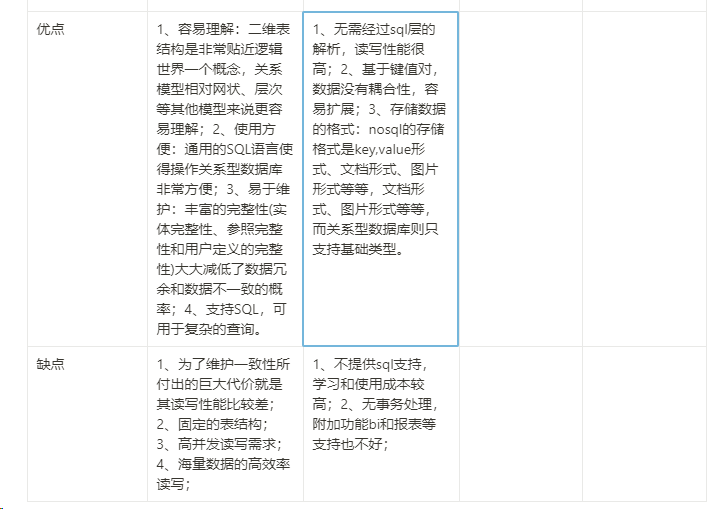 优点
1、容易理解：二维表
结构是非常贴近逻辑
世界一个概念，关系
模型相对网状、层次
等其他模型来说更容
易理解；2、使用方
便：通用的SQL语言使
得操作关系型数据库
非常方便；3、易于维
护：丰富的完整性(实
体完整性、参照完整
性和用户定义的完整
性)大大减低了数据冗
余和数据不一致的概
率；4、支持SQL，可
用于复杂的查询。
1、无需经过sql层的
解析，读写性能很
高；2、基于键值对，
数据没有耦合性，容
易扩展；3、存储数据
的格式：nosql的存储
格式是key,value形
式、文档形式、图片
形式等等，文档形
式、图片形式等等，
而关系型数据库则只
支持基础类型。
缺点
1、为了维护一致性所
付出的巨大代价就是
其读写性能比较差；
2、固定的表结构；
3、高并发读写需求；
4、海量数据的高效率
读写；
1、不提供sql支持，
学习和使用成本较
高；2、无事务处理，
附加功能bi和报表等
支持也不好；